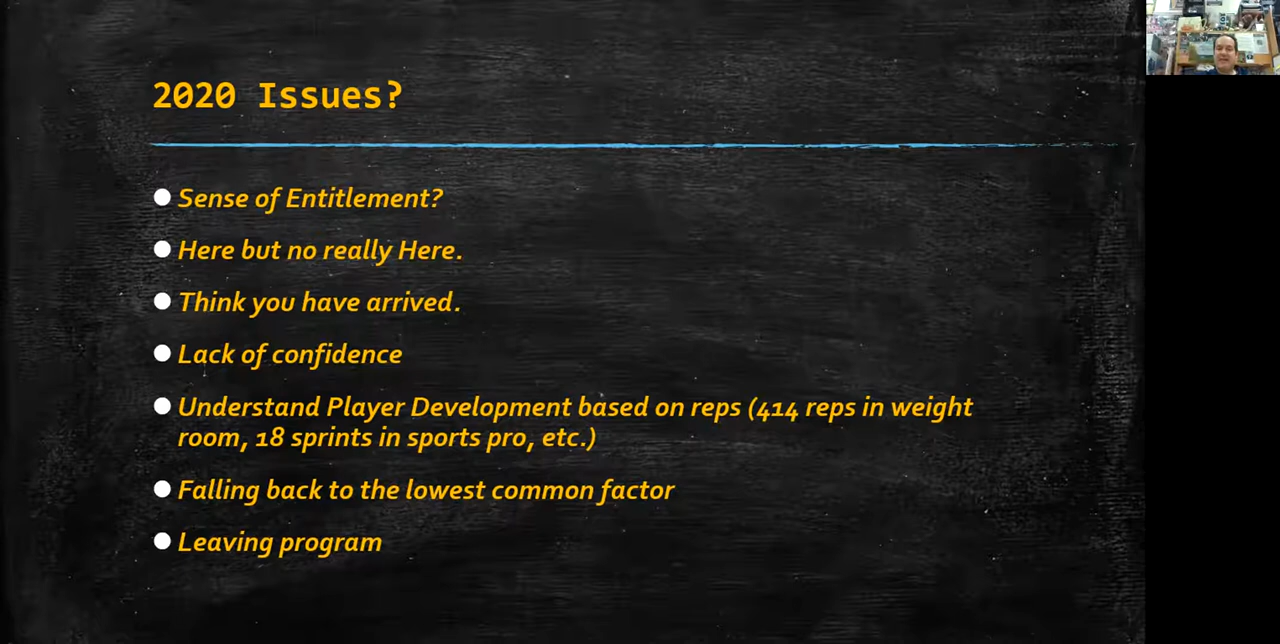 2020 Issues?
Sense of Entitlement?
Here but no really Here.
Think you have arrived.
Lack of confidence
Understand Player Development based on reps (414 reps in weight
room, 18 sprints in sports pro, etc.)
Falling back to the lowest common factor
Leaving program